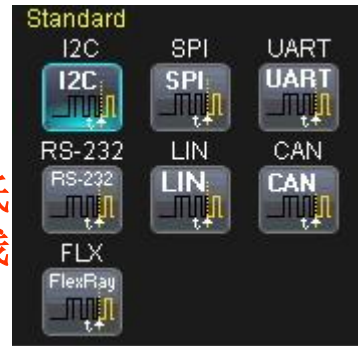 Standard
I2C SPI UART
I2C SPI UART
RS-232 LIN CAN
RS-232 LIN CAN
FLX
FlexRay